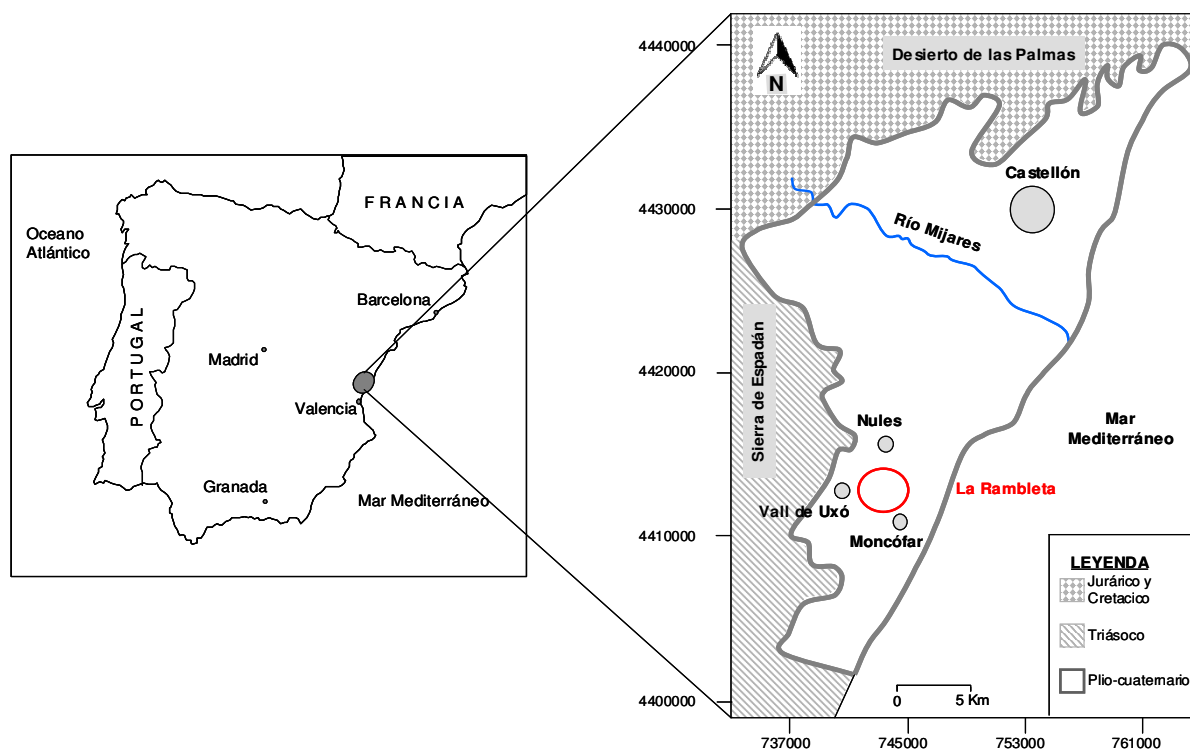 FRANCIA
Oceano
Atlántico
Barcelona
PORTUGAL
Madrid
Valencia
Granada
Mar Mediterráneo
4440000
4430000
4420000
4410000
4400000
N
Desierto de las Palmas
Castellón
Río Mijares
Sierra de Espadán
Nules
Mar
Mediterráneo
La Rambleta
Vall de Uxó
Moncófar
LEYENDA
Jurárico y
Cretacico
Triásoco
Plio-cuaternario
0 5 Km
737000 745000 753000 761000